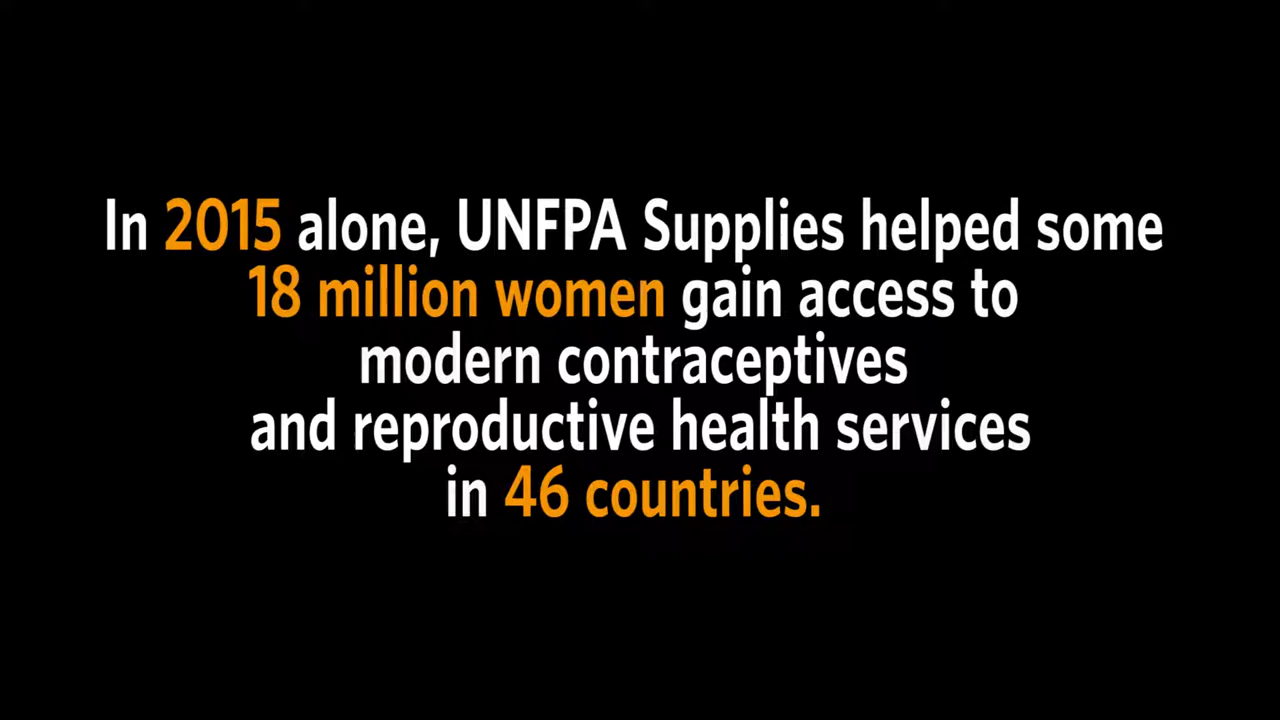 In 2015 alone, UNFPA Supplies helped some
18 million women gain access to
modern contraceptives
and reproductive health services
in 46 countries.